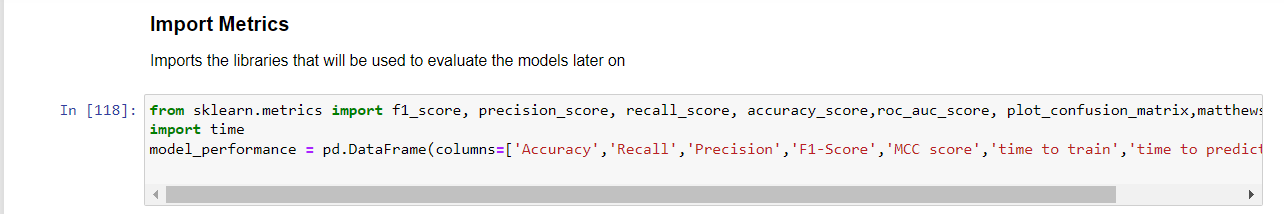 Import Metrics
Imports the libraries that will be used to evaluate the models later on
In [118]: from sklearn.metrics import f1_score, precision_score, recall_score, accuracy_score,roc_auc_score, plot_confusion_matrix,matthews
import time
model_performance = pd.DataFrame(columns=['Accuracy','Recall','Precision','F1-Score','MCC score','time to train','time to predict